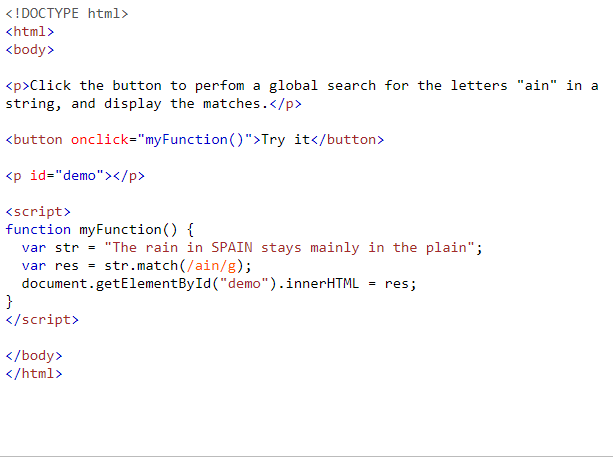 <!DOCTYPE html>
<html>
<body>
<p>Click the button to perfom a global search for the letters "ain" in a
string, and display the matches.</p>
<button onclick="myFunction()">Try it</button>
<p id="demo"></p>
<script>
function myFunction() {
  var str = "The rain in SPAIN stays mainly in the plain";
  var res = str.match(/ain/g);
  document.getElementById("demo").innerHTML = res;
}
</script>
</body>
</html>